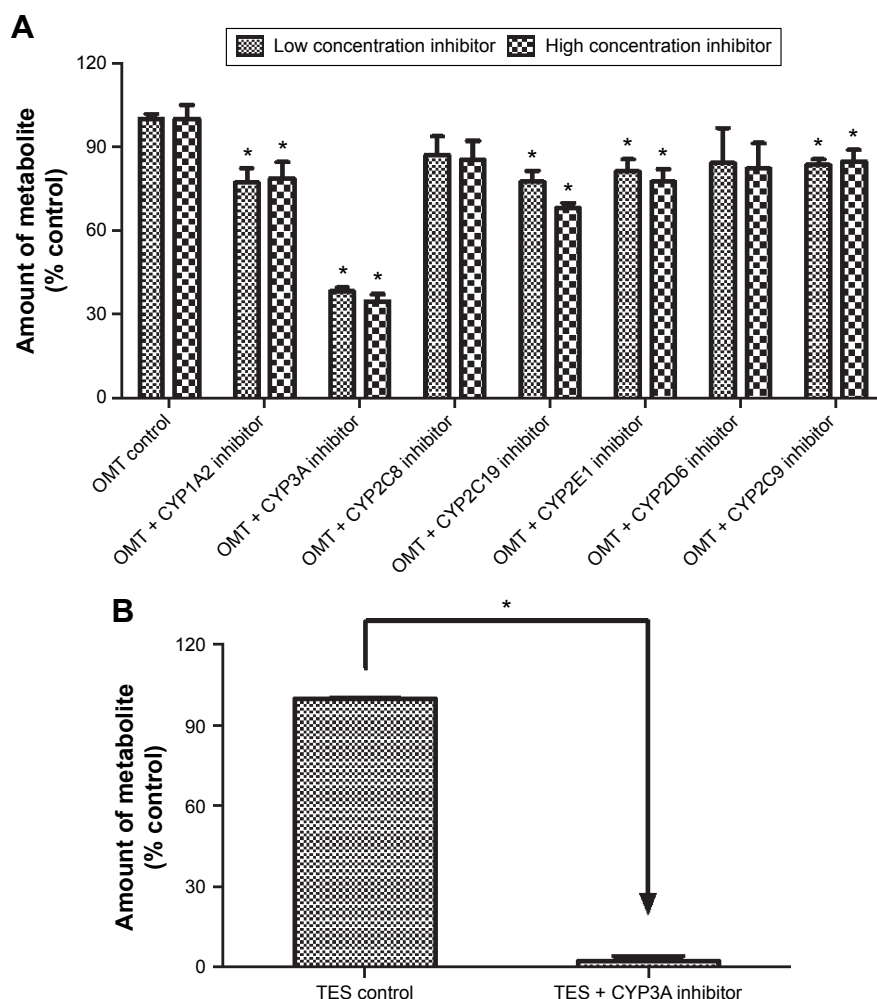 A
Low concentration inhibitor
High concentration inhibitor
120
90
60
30
0
Amount of metabolite
(% control)
* *
* *
* *
* *
* *
OMT control
OMT + CYP1A2 inhibitor
OMT + CYP3A inhibitor
OMT + CYP2C8 inhibitor
OMT + CYP2C19 inhibitor
OMT + CYP2E1 inhibitor
OMT + CYP2D6 inhibitor
OMT + CYP2C9 inhibitor
B
*
120
90
60
30
0
Amount of metabolite
(% control)
TES control
TES + CYP3A inhibitor